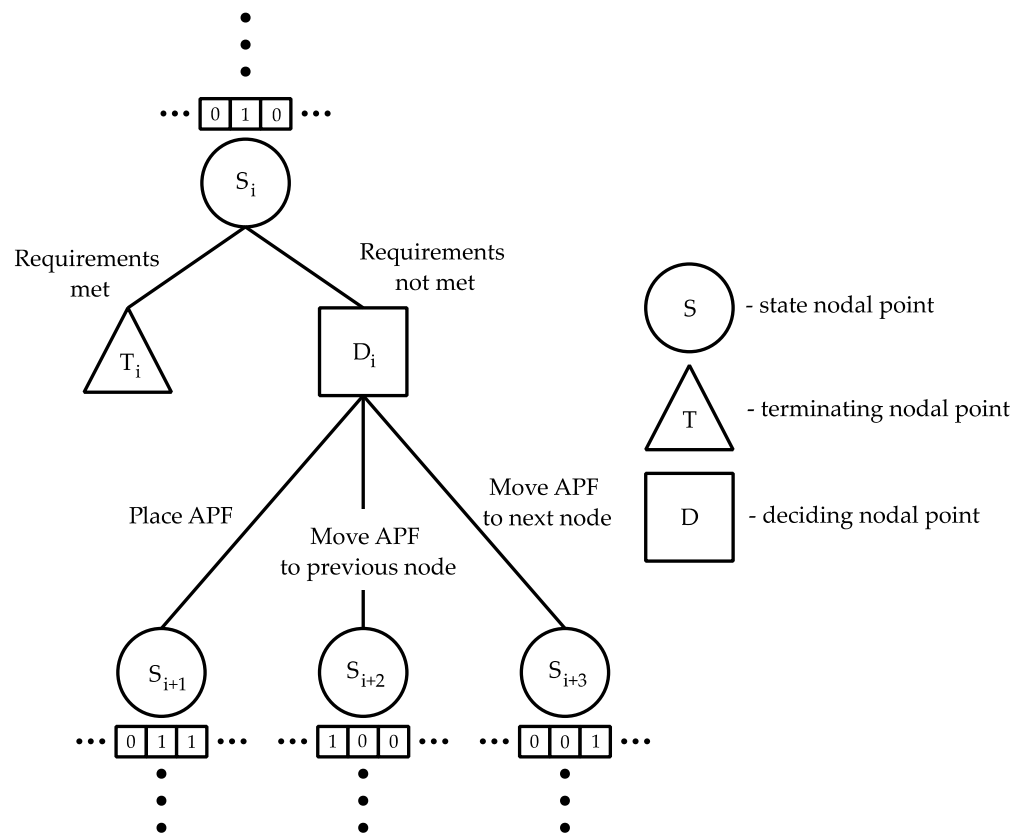 ... 0 1 0 ...
Si
Requirements
met
Requirements
not met
Ti
Di
S - state nodal point
T - terminating nodal point
D - deciding nodal point
Place APF
Move APF
to previous node
Move APF
to next node
Si+1
Si+2
Si+3
... 0 1 1 ...
... 1 0 0 ...
... 0 0 1 ...